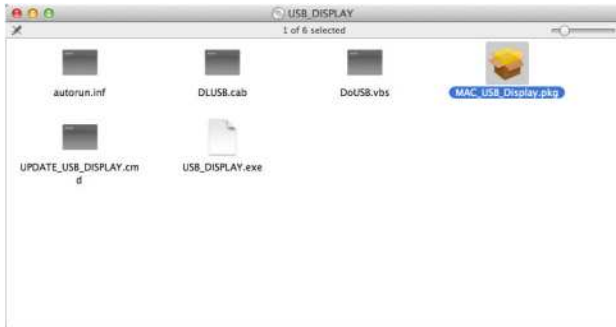 USB_DISPLAY
1 of 6 selected
autorun.inf
DLUSB.cab
DoUSB.vbs
MAC_USB_Display.pkg
UPDATE_USB_DISPLAY.cm
d
USB_DISPLAY.exe